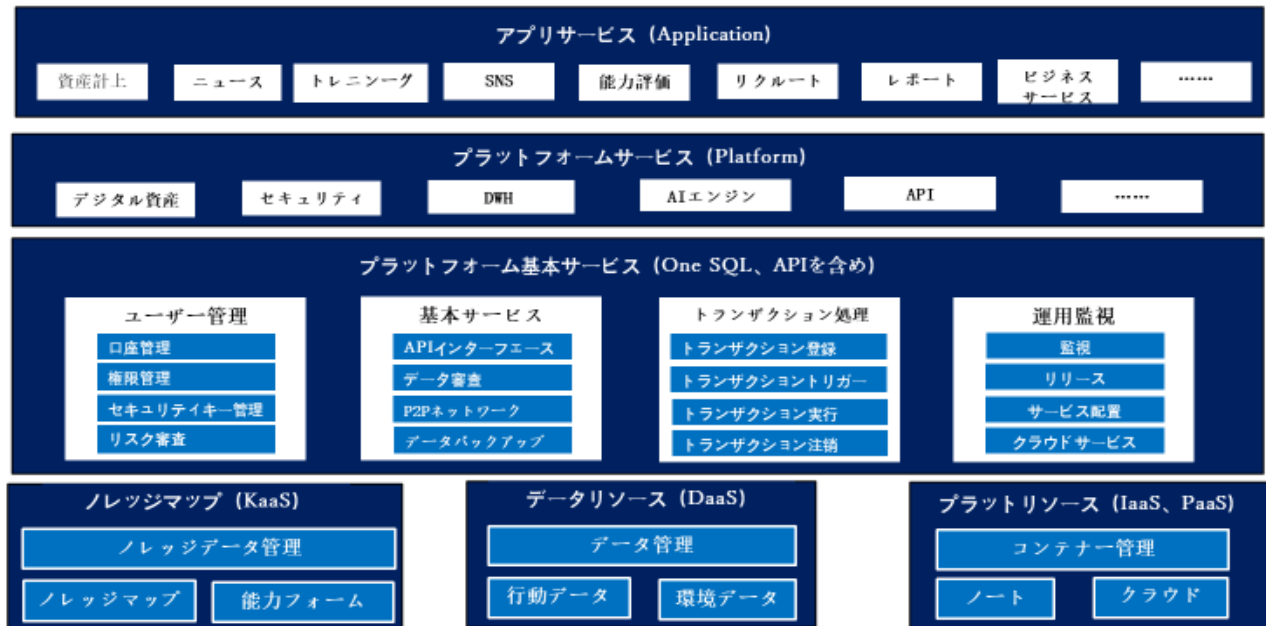 アプリサービス (Application)
資産計上
ニュース
トレニンーグ
SNS
能力評価
リクルート
レポート
ビジネス
サービス
……
プラットフォームサービス (Platform)
デジタル資産
セキュリティ
DWH
AIエンジン
API
……
プラットフォーム基本サービス (One SQL、APIを含め)
ユーザー管理
口座管理
権限管理
セキュリテイキー管理
リスク審査
基本サービス
APIインターフェース
データ審査
P2Pネットワーク
データバックアップ
トランザクション処理
トランザクション登録
トランザクショントリガー
トランザクション実行
トランザクション注销
運用監視
監視
リリース
サービス配置
クラウドサービス
ノレッジマップ (KaaS)
ノレッジデータ管理
ノレッジマップ
能力フォーム
データリソース (DaaS)
データ管理
行動データ
環境データ
プラットリソース (IaaS、PaaS)
コンテナー管理
ノート
クラウド